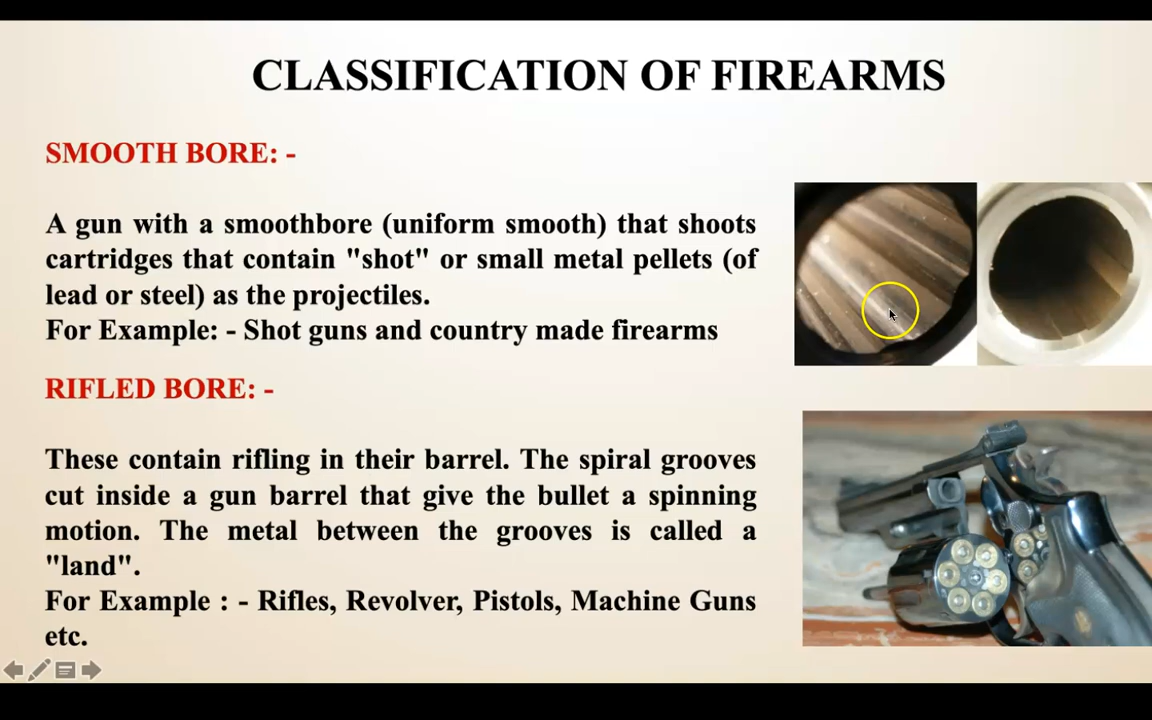 CLASSIFICATION OF FIREARMS
SMOOTH BORE: -
A gun with a smoothbore (uniform smooth) that shoots
cartridges that contain "shot" or small metal pellets (of
lead or steel) as the projectiles.
For Example: - Shot guns and country made firearms
RIFLED BORE: -
These contain rifling in their barrel. The spiral grooves
cut inside a gun barrel that give the bullet a spinning
motion. The metal between the grooves is called a
"land".
For Example : - Rifles, Revolver, Pistols, Machine Guns
etc.